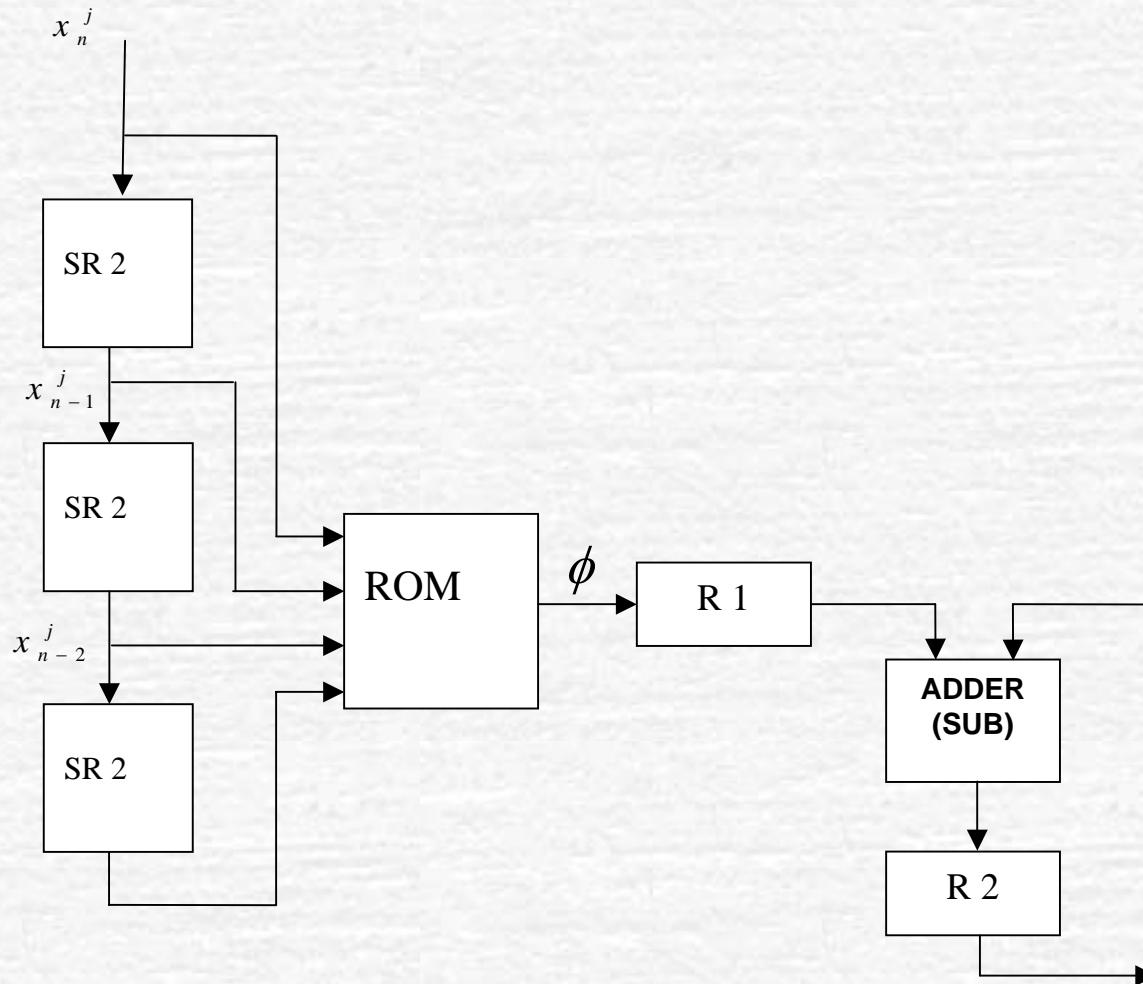 x_n^j
SR 2
x_{n-1}^j
SR 2
ROM
ϕ
R 1
x_{n-2}^j
ADDER
(SUB)
SR 2
R 2